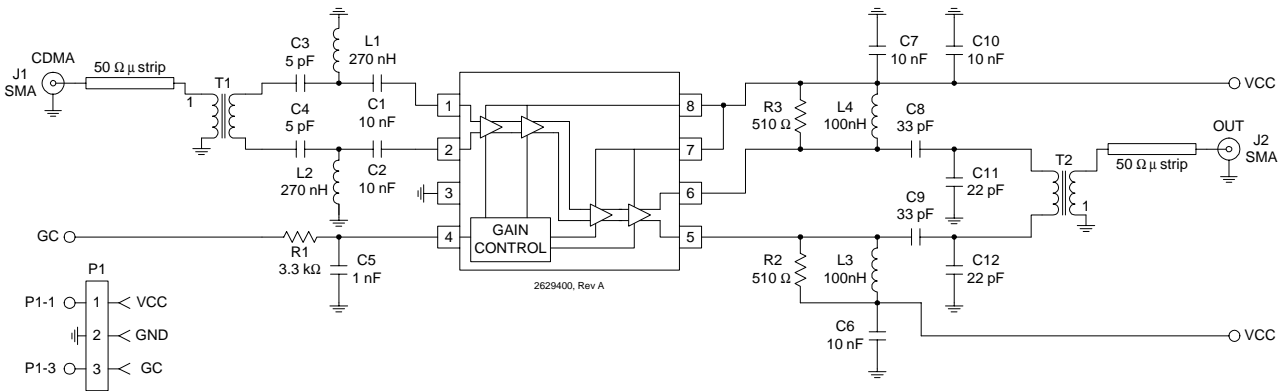 CDMA
J1
SMA
50 Ω µ strip
T1
1
C3
5 pF
L1
270 nH
C4
5 pF
C1
10 nF
L2
270 nH
C2
10 nF
1
2
3
4
8
7
6
5
GAIN
CONTROL
2629400, Rev A
GC
R1
3.3 kΩ
C5
1 nF
P1
P1-1
1
VCC
2
GND
P1-3
3
GC
C7
10 nF
C10
10 nF
VCC
R3
510 Ω
L4
100nH
C8
33 pF
C11
22 pF
T2
1
50 Ω µ strip
OUT
J2
SMA
C9
33 pF
R2
510 Ω
L3
100nH
C12
22 pF
C6
10 nF
VCC